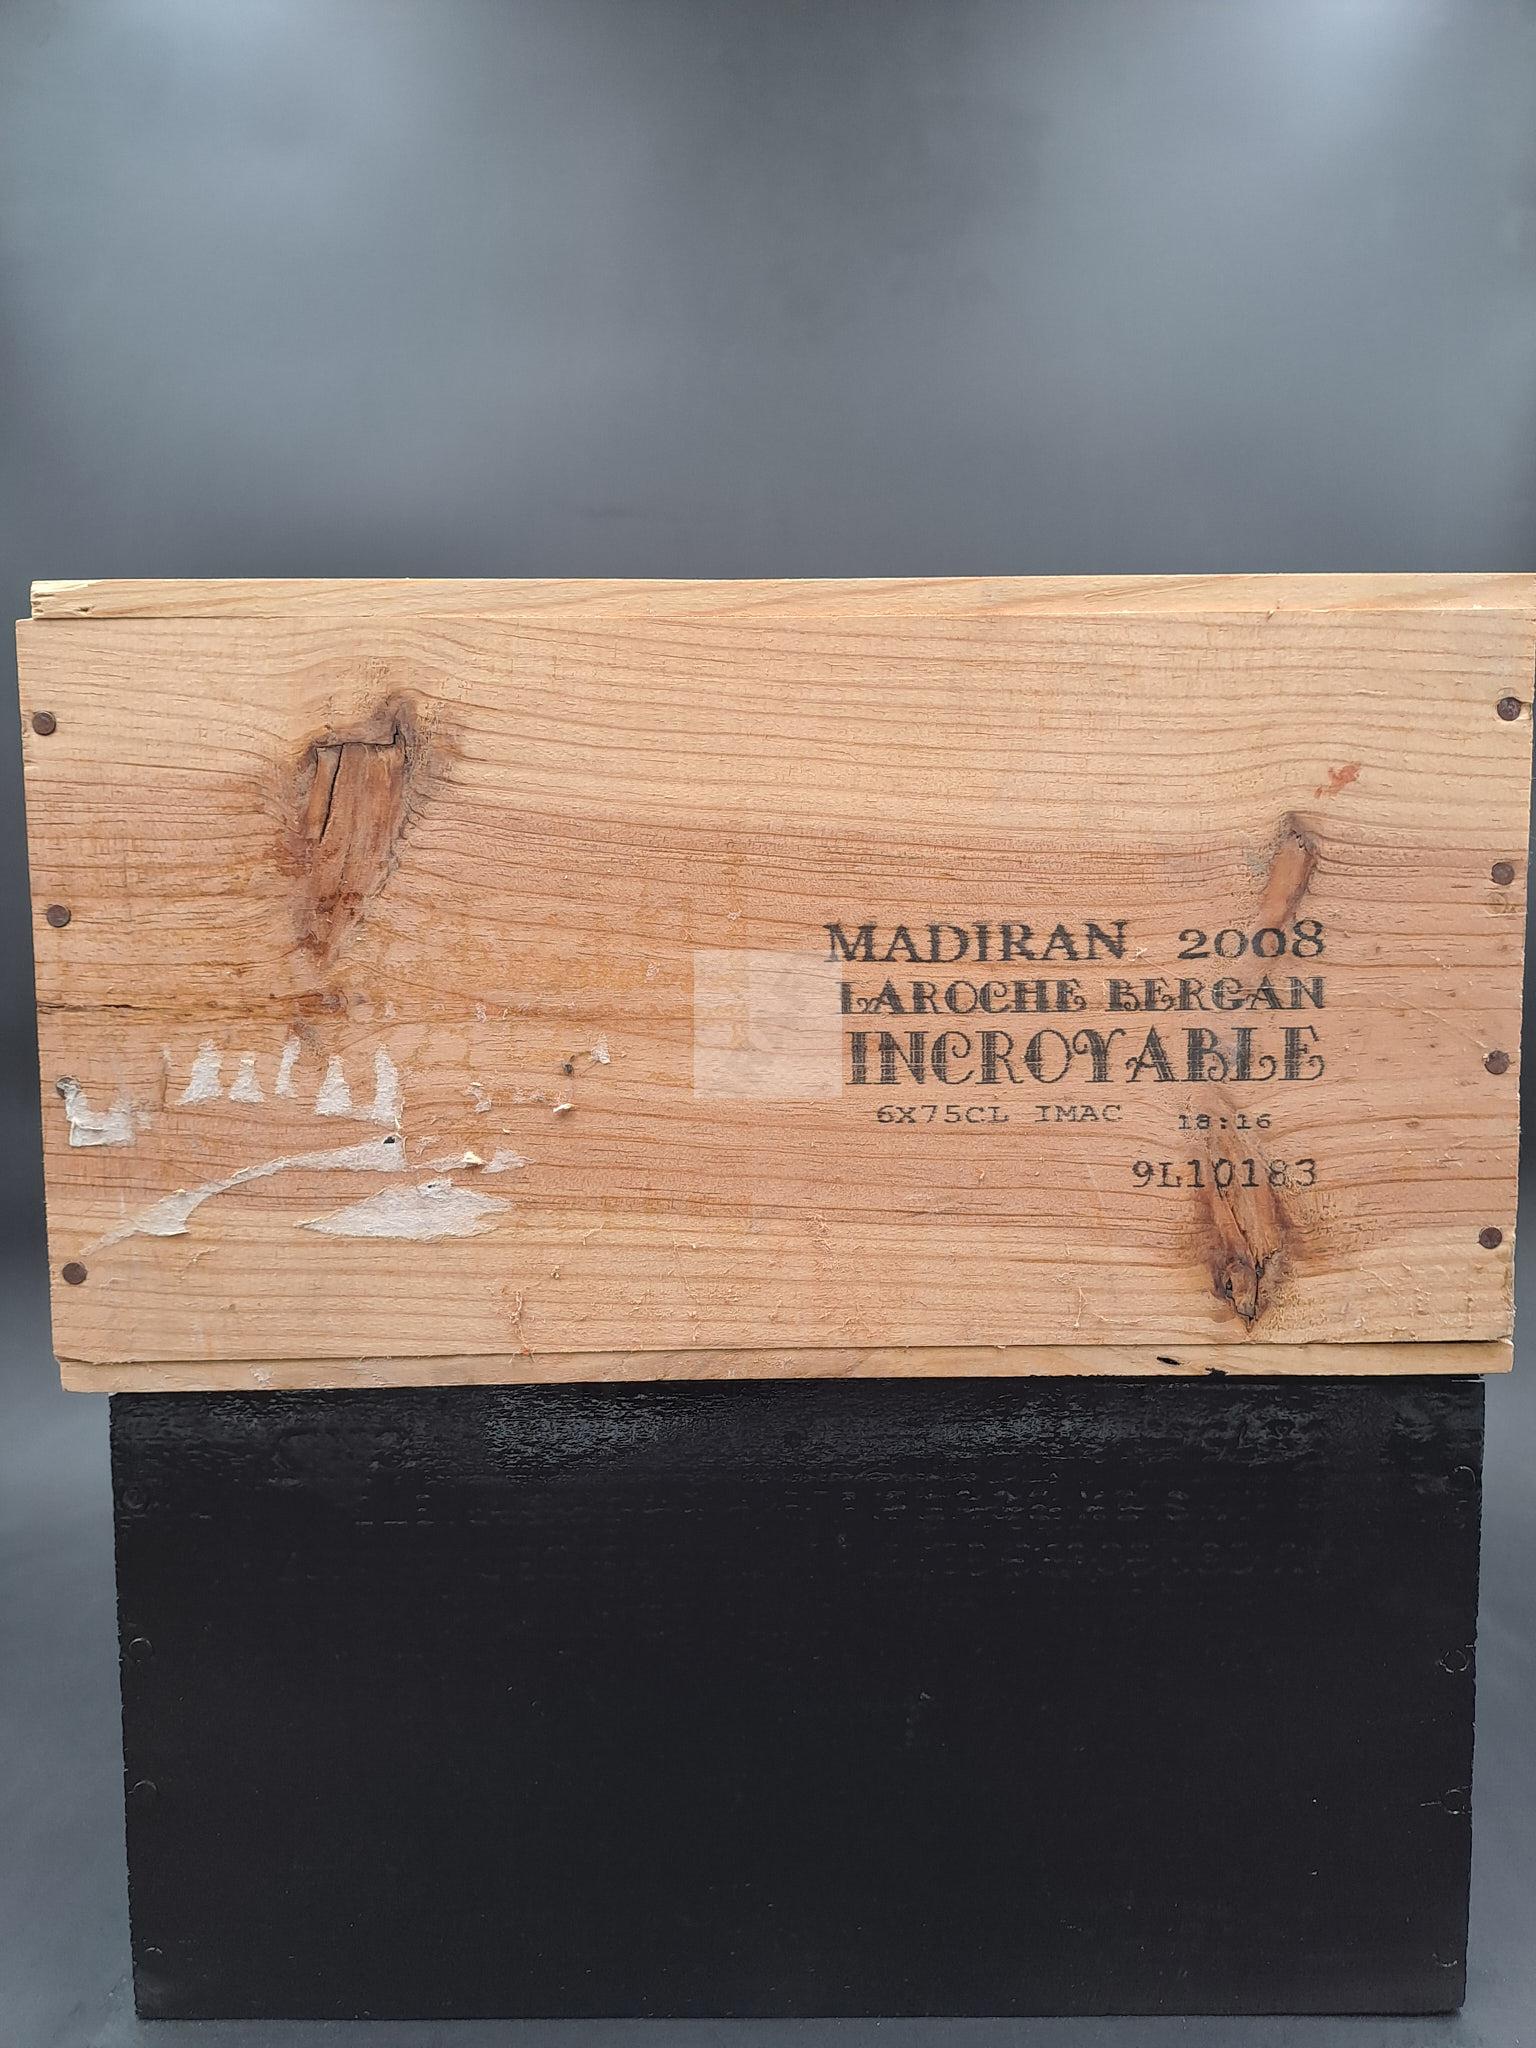 MADIRAN 2008
LAROCHE BERGAN
INCROYABLE
6X75CL IMAC 18:16
9L10183